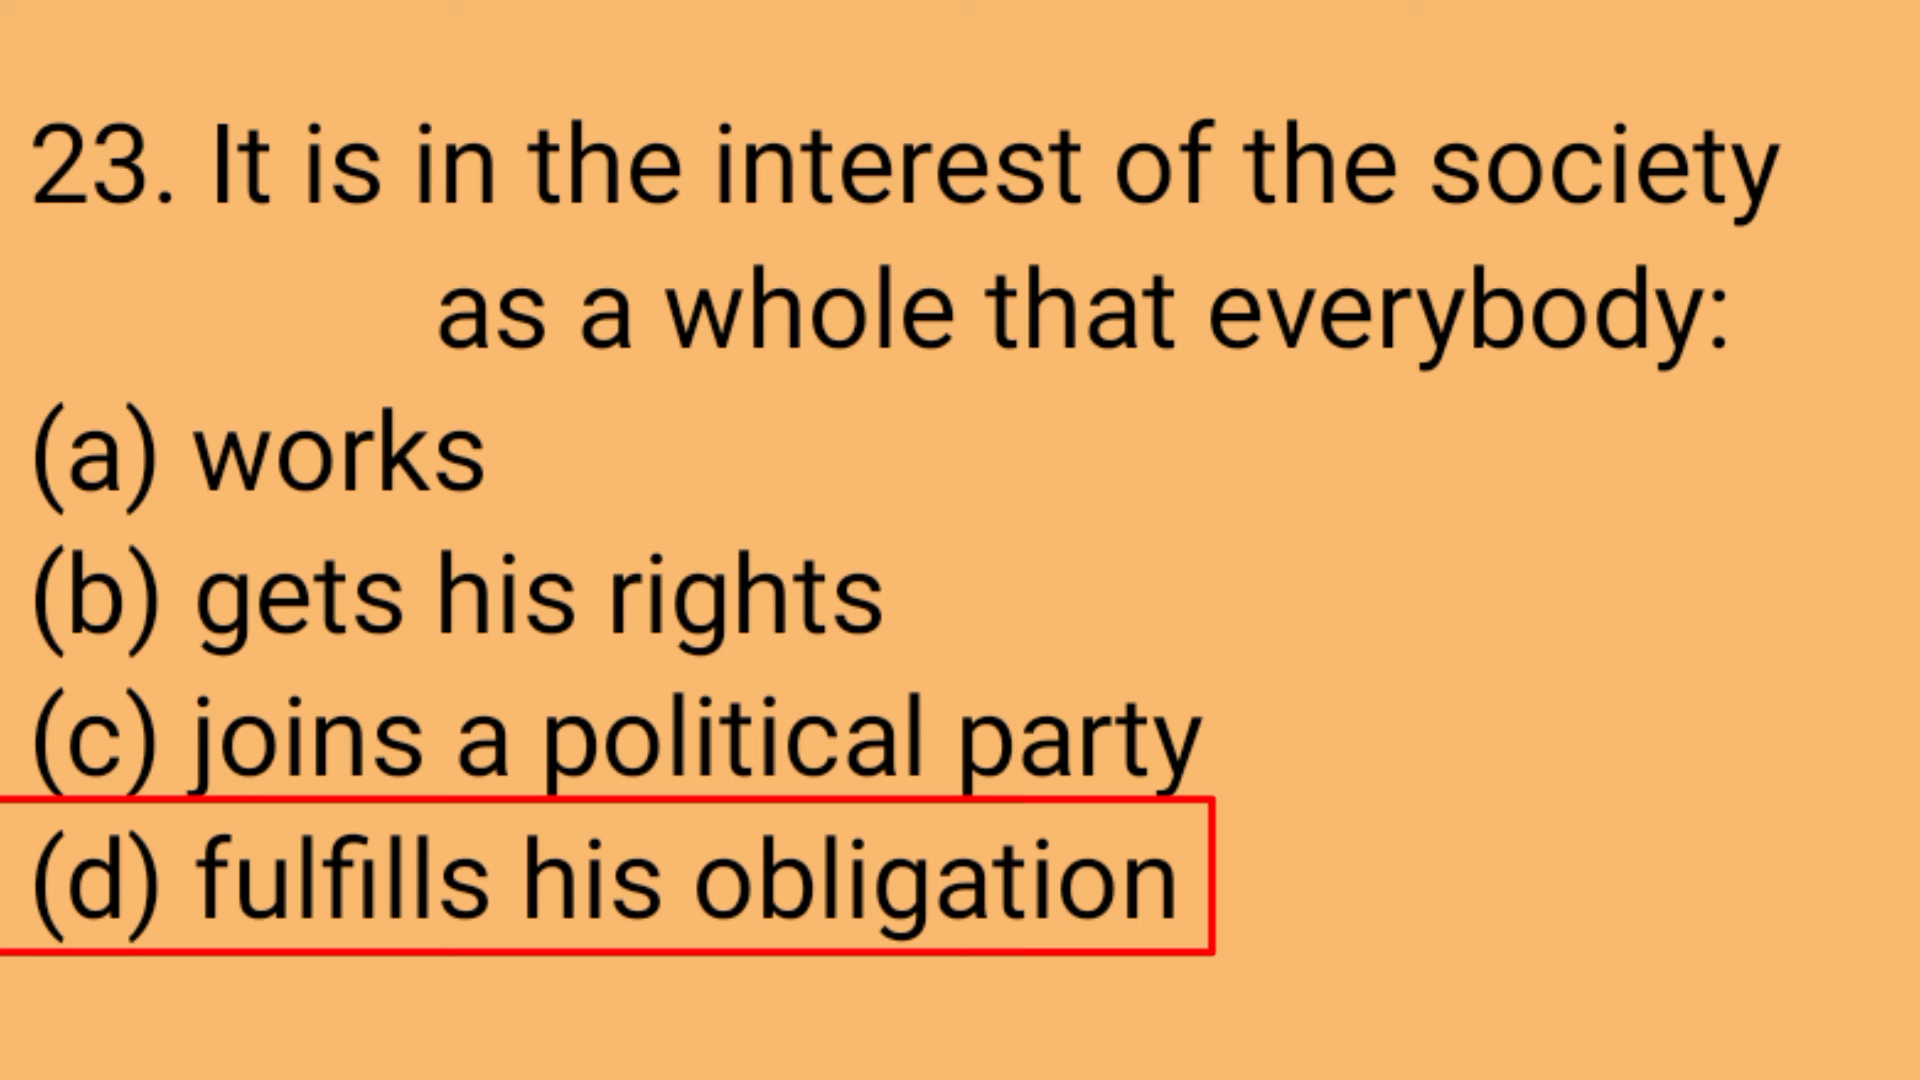 23. It is in the interest of the society
as a whole that everybody:
(a) works
(b) gets his rights
(c) joins a political party
(d) fulfills his obligation